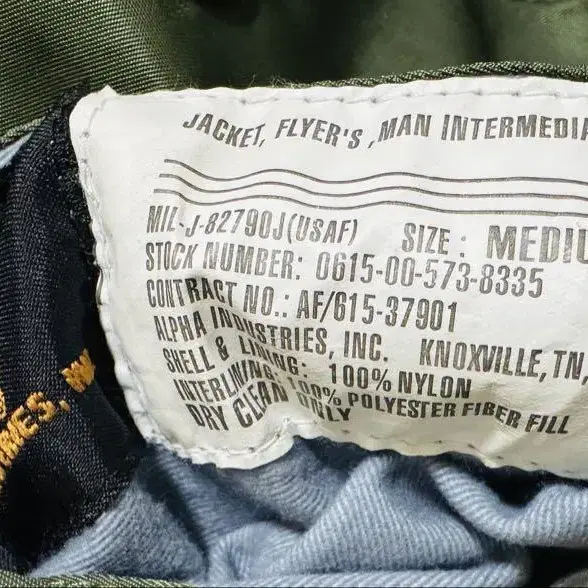 JACKET, FLYER'S, MAN INTERMEDI
MIL-J-82790J(USAF) SIZE: MEDIU
STOCK NUMBER: 0615-00-573-8335
CONTRACT NO.: AF/615-37901
ALPHA INDUSTRIES, INC. KNOXVILLE, TN,
SHELL & LINING: 100% NYLON
INTERLINING: 100% POLYESTER FIBER FILL
DRY CLEAN ONLY